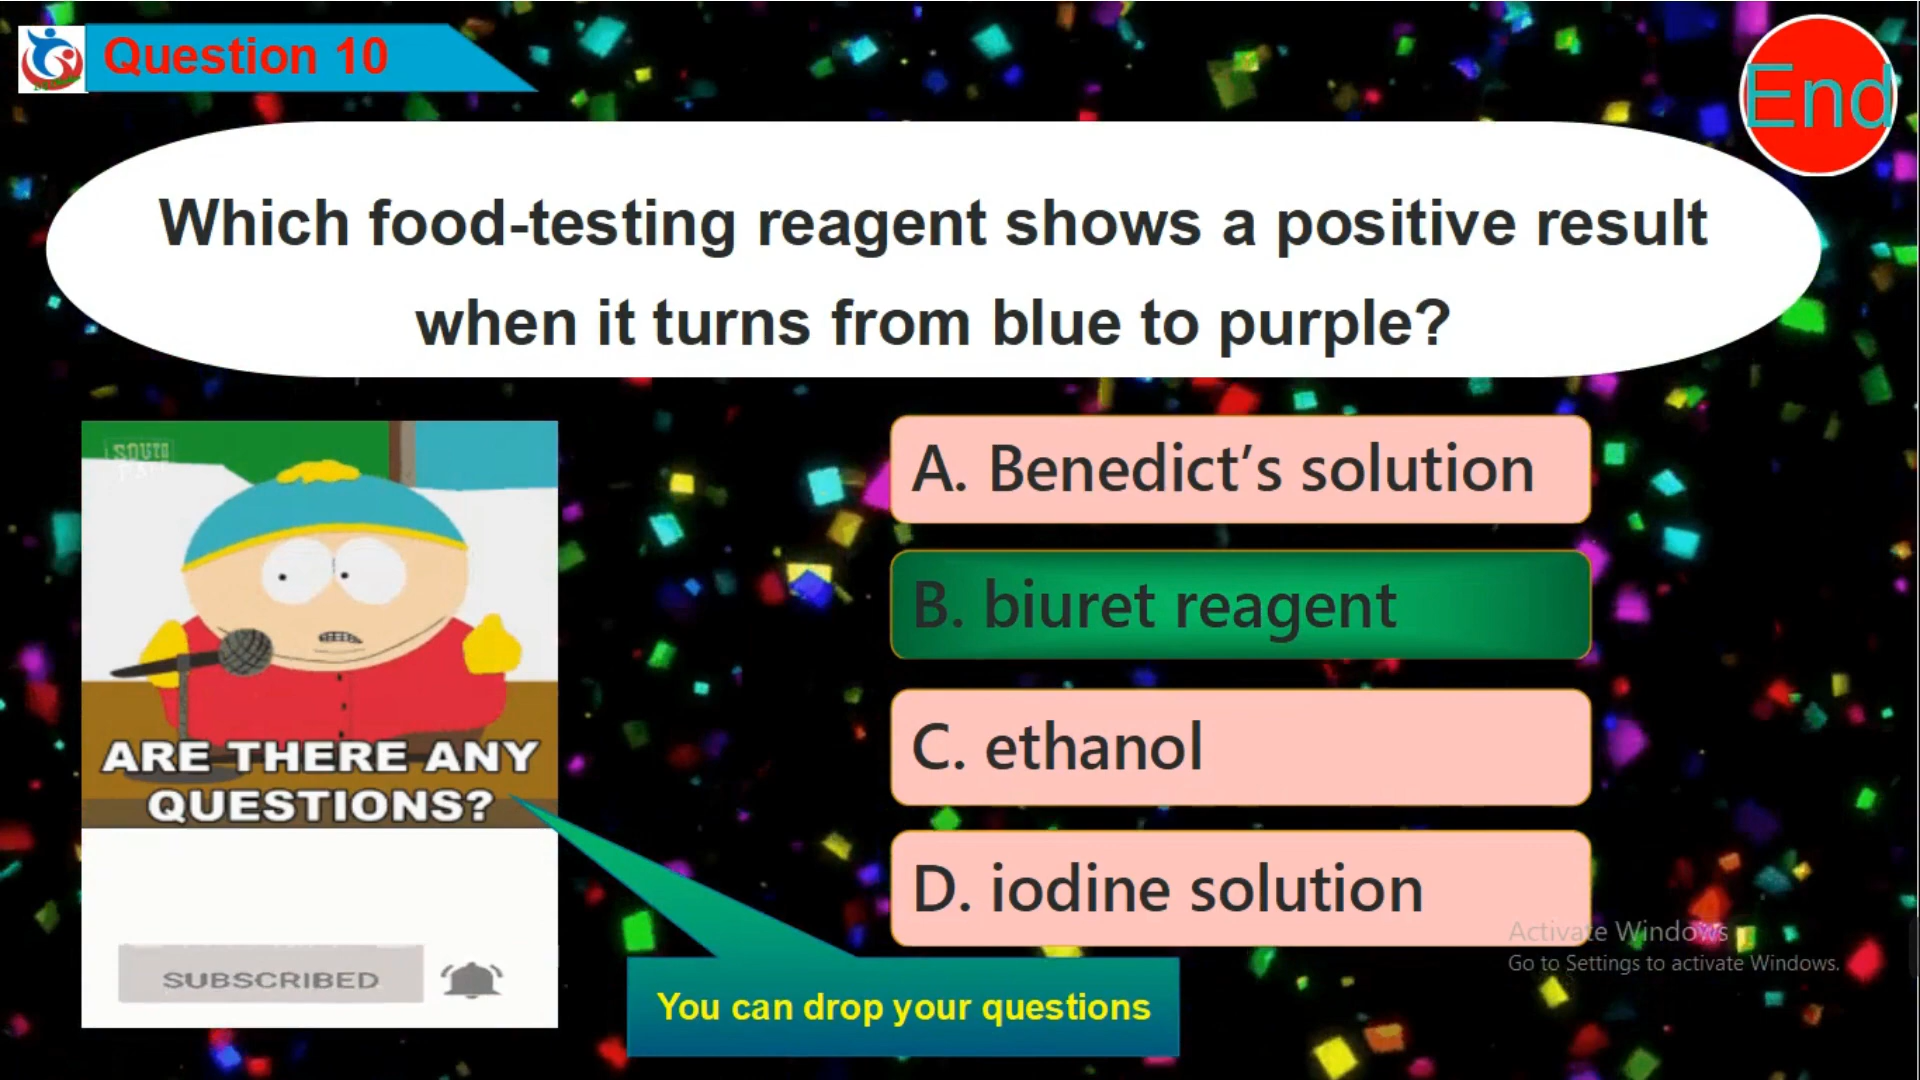 Question 10
End
Which food-testing reagent shows a positive result
when it turns from blue to purple?
A. Benedict’s solution
B. biuret reagent
C. ethanol
D. iodine solution
SOUTH
PARK
ARE THERE ANY
QUESTIONS?
SUBSCRIBED
You can drop your questions
Activate Windows
Go to Settings to activate Windows.